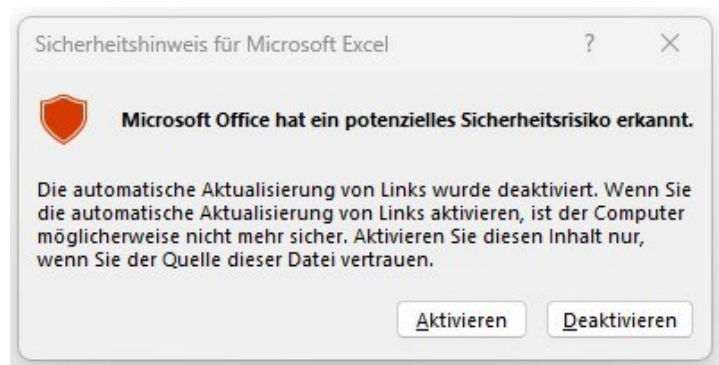 Sicherheitshinweis für Microsoft Excel
Microsoft Office hat ein potenzielles Sicherheitsrisiko erkannt.
Die automatische Aktualisierung von Links wurde deaktiviert. Wenn Sie
die automatische Aktualisierung von Links aktivieren, ist der Computer
möglicherweise nicht mehr sicher. Aktivieren Sie diesen Inhalt nur,
wenn Sie der Quelle dieser Datei vertrauen.
Aktivieren Deaktivieren